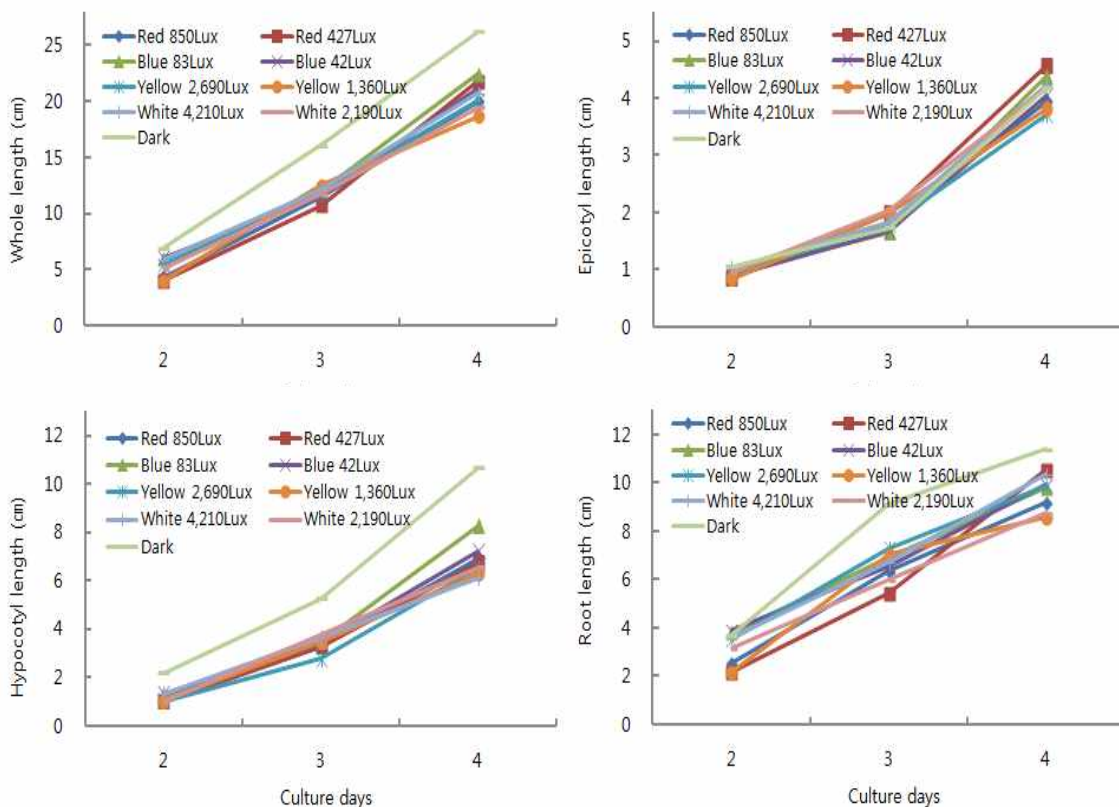 Whole length (cm)
25
20
15
10
5
0
Red 850Lux
Red 427Lux
Blue 83Lux
Blue 42Lux
Yellow 2,690Lux
Yellow 1,360Lux
White 4,210Lux
White 2,190Lux
Dark
2 3 4
Epicotyl length (cm)
5
4
3
2
1
0
Red 850Lux
Red 427Lux
Blue 83Lux
Blue 42Lux
Yellow 2,690Lux
Yellow 1,360Lux
White 4,210Lux
White 2,190Lux
Dark
2 3 4
Hypocotyl length (cm)
12
10
8
6
4
2
0
Red 850Lux
Red 427Lux
Blue 83Lux
Blue 42Lux
Yellow 2,690Lux
Yellow 1,360Lux
White 4,210Lux
White 2,190Lux
Dark
2 3 4
Culture days
Root length (cm)
12
10
8
6
4
2
0
Red 850Lux
Red 427Lux
Blue 83Lux
Blue 42Lux
Yellow 2,690Lux
Yellow 1,360Lux
White 4,210Lux
White 2,190Lux
Dark
2 3 4
Culture days